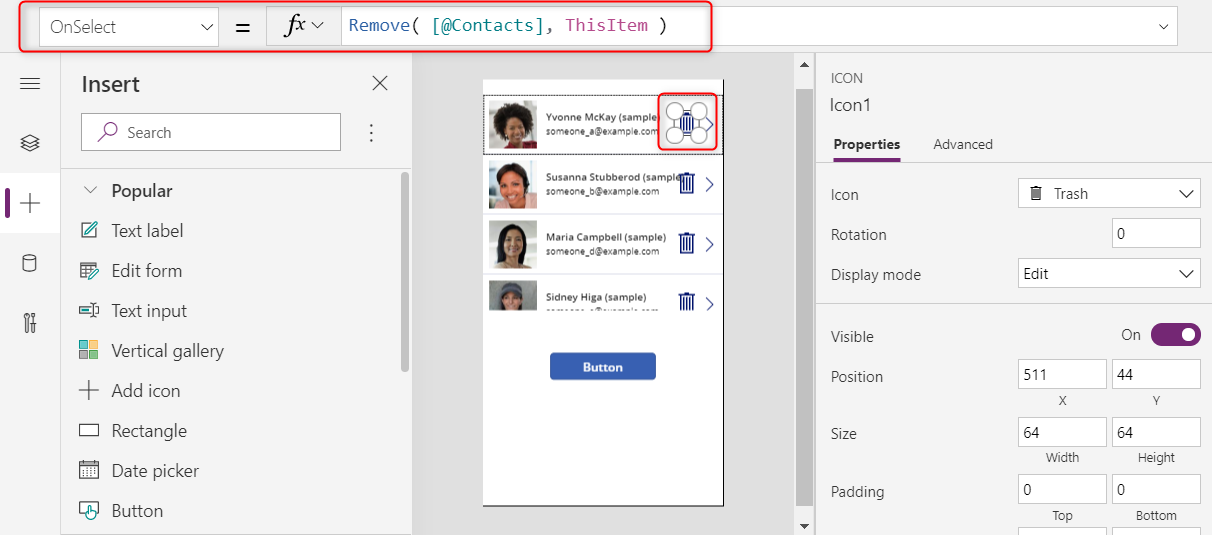 OnSelect = fx Remove( [@Contacts], ThisItem )
Insert
Search
Popular
Text label
Edit form
Text input
Vertical gallery
Add icon
Rectangle
Date picker
Button
Yvonne McKay (sample)
someone_a@example.com
Susanna Stubberod (sample)
someone_b@example.com
Maria Campbell (sample)
someone_d@example.com
Sidney Higa (sample)
Button
ICON
Icon1
Properties Advanced
Icon Trash
Rotation 0
Display mode Edit
Visible On
Position 511 44
X Y
Size 64 64
Width Height
Padding 0 0
Top Bottom